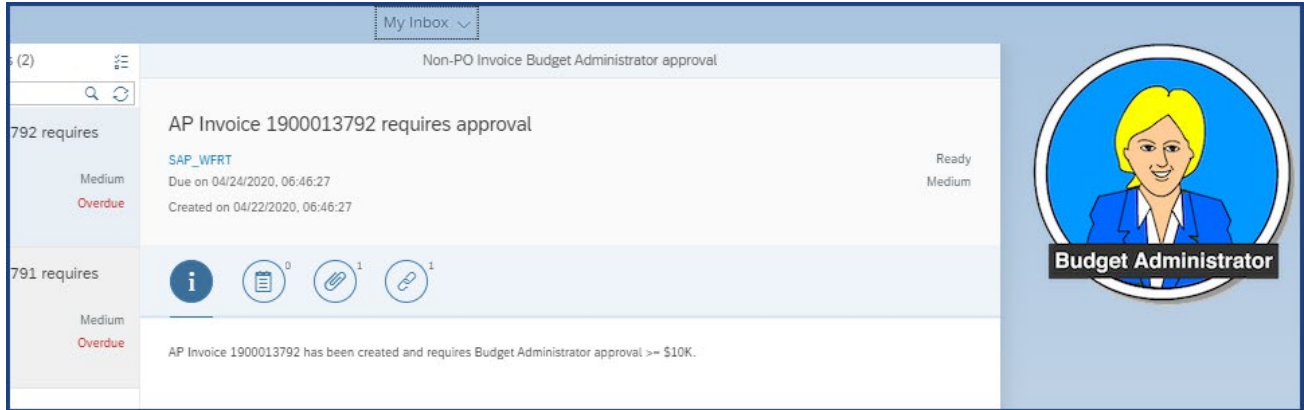 My Inbox
s (2)
792 requires
Medium
Overdue
791 requires
Medium
Overdue
Non-PO Invoice Budget Administrator approval
AP Invoice 1900013792 requires approval
SAP_WFRT
Ready
Due on 04/24/2020, 06:46:27
Medium
Created on 04/22/2020, 06:46:27
i
0
1
1
AP Invoice 1900013792 has been created and requires Budget Administrator approval >= $10K.
Budget Administrator